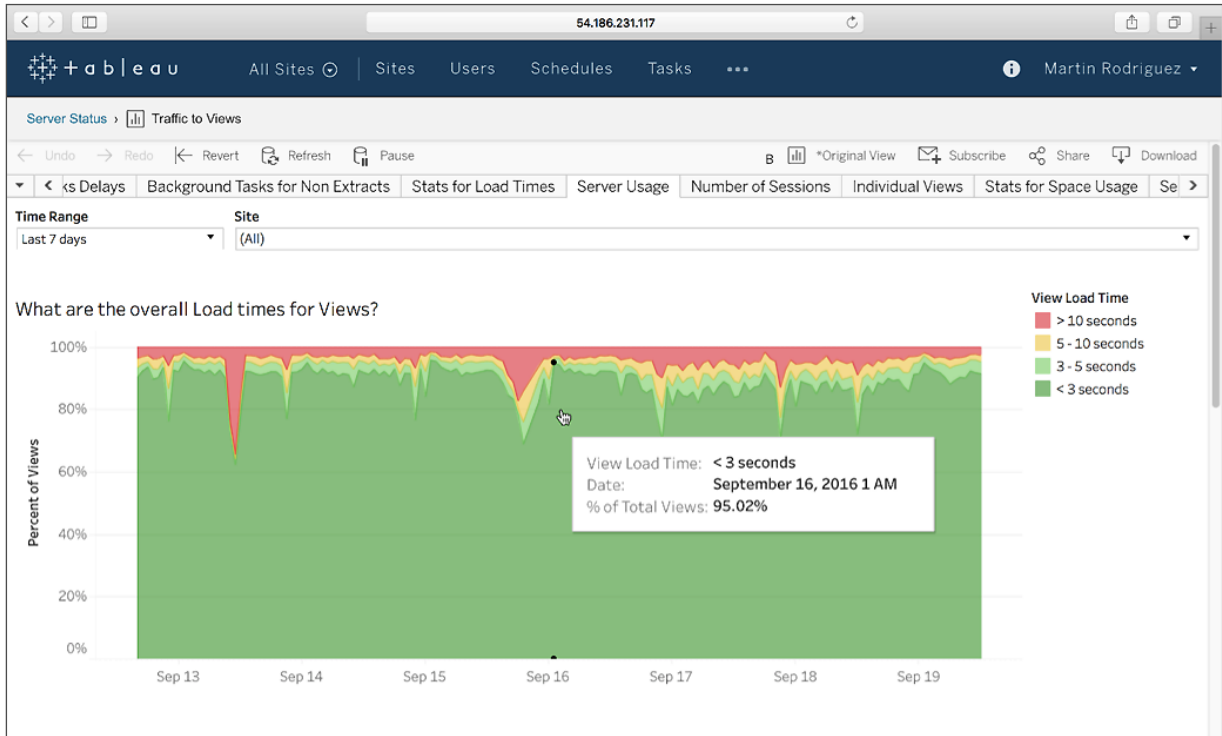 54.186.231.117
+ a b | e a u All Sites Sites Users Schedules Tasks ••• i Martin Rodriguez
Server Status › Traffic to Views
Undo Redo Revert Refresh Pause B *Original View Subscribe Share Download
ks Delays Background Tasks for Non Extracts Stats for Load Times Server Usage Number of Sessions Individual Views Stats for Space Usage Se
Time Range Site
Last 7 days (All)
What are the overall Load times for Views?
View Load Time
> 10 seconds
5 - 10 seconds
3 - 5 seconds
< 3 seconds
Percent of Views
100%
80%
60%
40%
20%
0%
View Load Time: < 3 seconds
Date: September 16, 2016 1 AM
% of Total Views: 95.02%
Sep 13 Sep 14 Sep 15 Sep 16 Sep 17 Sep 18 Sep 19